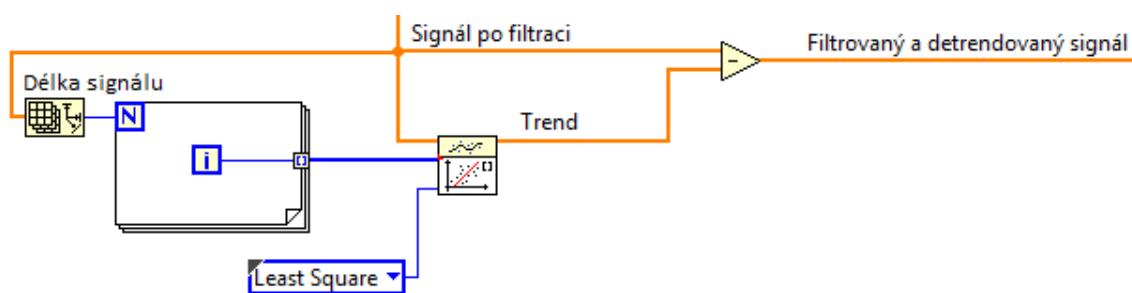 Signál po filtraci
Filtrovaný a detrendovaný signál
Délka signálu
N
Trend
i
Least Square